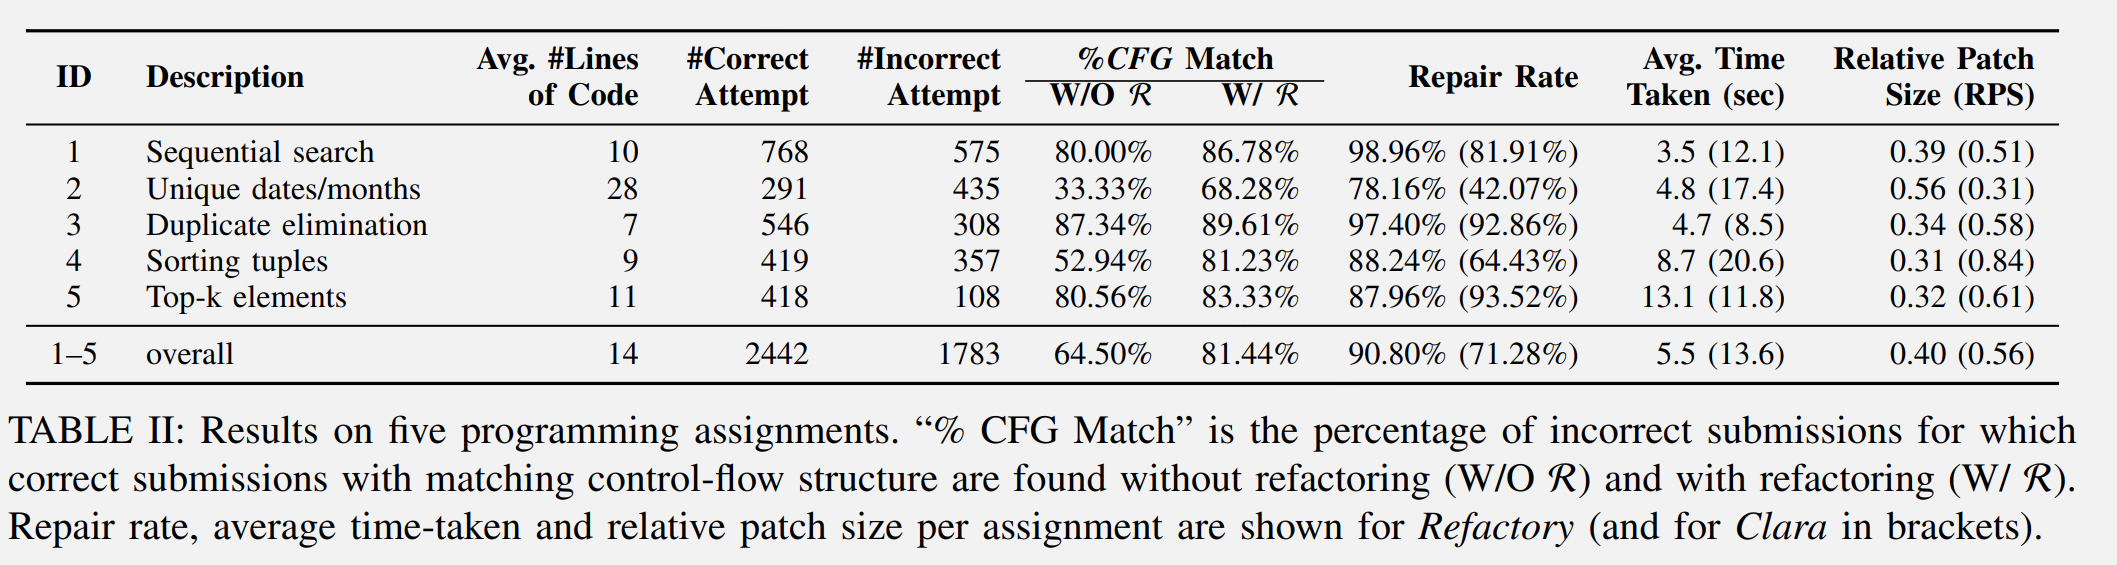 ID Description Avg. #Lines of Code #Correct Attempt #Incorrect Attempt %CFG Match W/O R W/ R Repair Rate Avg. Time Taken (sec) Relative Patch Size (RPS)
1 Sequential search 10 768 575 80.00% 86.78% 98.96% (81.91%) 3.5 (12.1) 0.39 (0.51)
2 Unique dates/months 28 291 435 33.33% 68.28% 78.16% (42.07%) 4.8 (17.4) 0.56 (0.31)
3 Duplicate elimination 7 546 308 87.34% 89.61% 97.40% (92.86%) 4.7 (8.5) 0.34 (0.58)
4 Sorting tuples 9 419 357 52.94% 81.23% 88.24% (64.43%) 8.7 (20.6) 0.31 (0.84)
5 Top-k elements 11 418 108 80.56% 83.33% 87.96% (93.52%) 13.1 (11.8) 0.32 (0.61)
1–5 overall 14 2442 1783 64.50% 81.44% 90.80% (71.28%) 5.5 (13.6) 0.40 (0.56)
TABLE II: Results on five programming assignments. “% CFG Match” is the percentage of incorrect submissions for which
correct submissions with matching control-flow structure are found without refactoring (W/O R) and with refactoring (W/ R).
Repair rate, average time-taken and relative patch size per assignment are shown for Refactory (and for Clara in brackets).